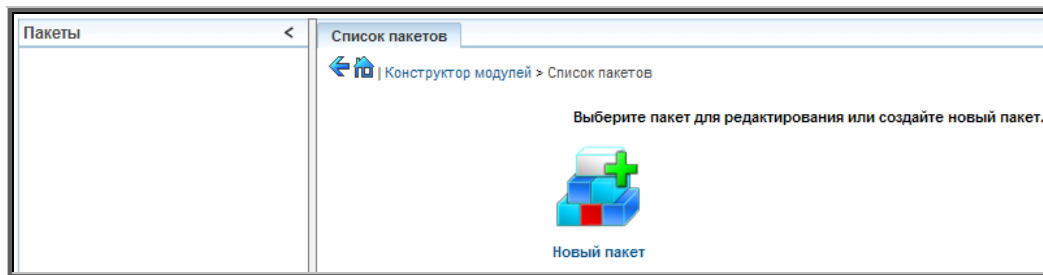 Пакеты <
Список пакетов
| Конструктор модулей > Список пакетов
Выберите пакет для редактирования или создайте новый пакет.
Новый пакет